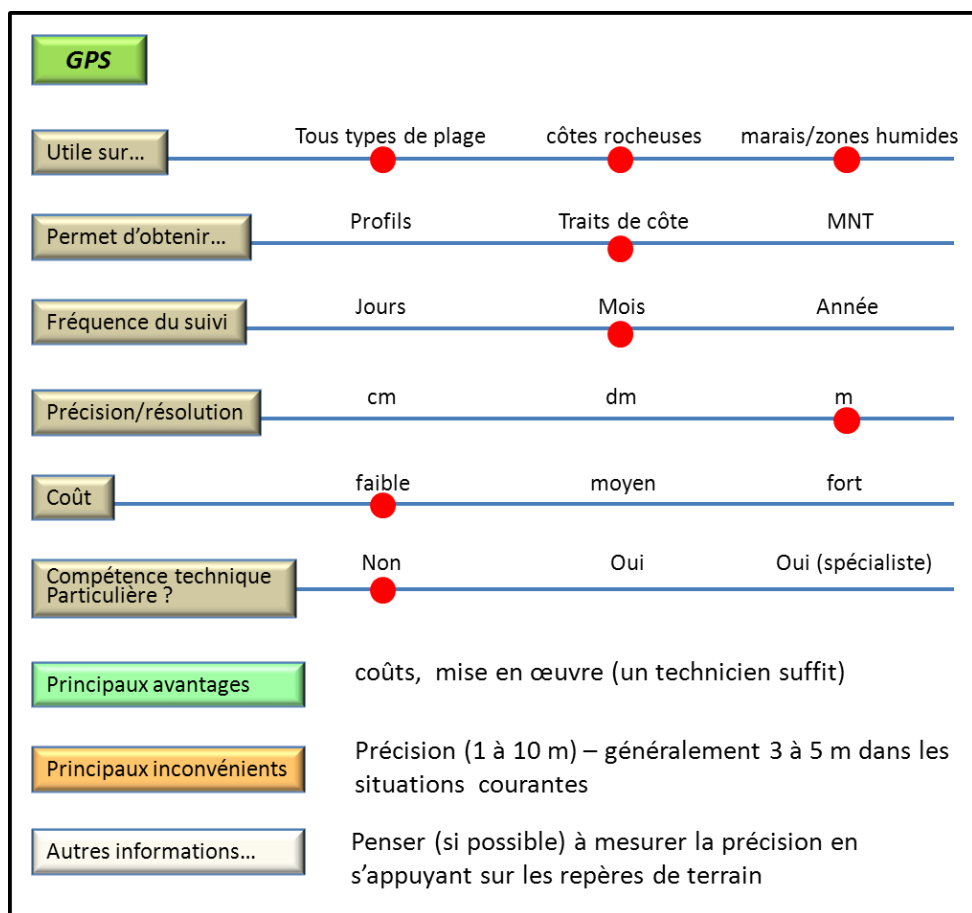 GPS
Utile sur…
Tous types de plage côtes rocheuses marais/zones humides
Permet d'obtenir…
Profils Traits de côte MNT
Fréquence du suivi
Jours Mois Année
Précision/résolution
cm dm m
Coût
faible moyen fort
Compétence technique
Particulière ?
Non Oui Oui (spécialiste)
Principaux avantages
coûts, mise en œuvre (un technicien suffit)
Principaux inconvénients
Précision (1 à 10 m) – généralement 3 à 5 m dans les
situations courantes
Autres informations…
Penser (si possible) à mesurer la précision en
s'appuyant sur les repères de terrain